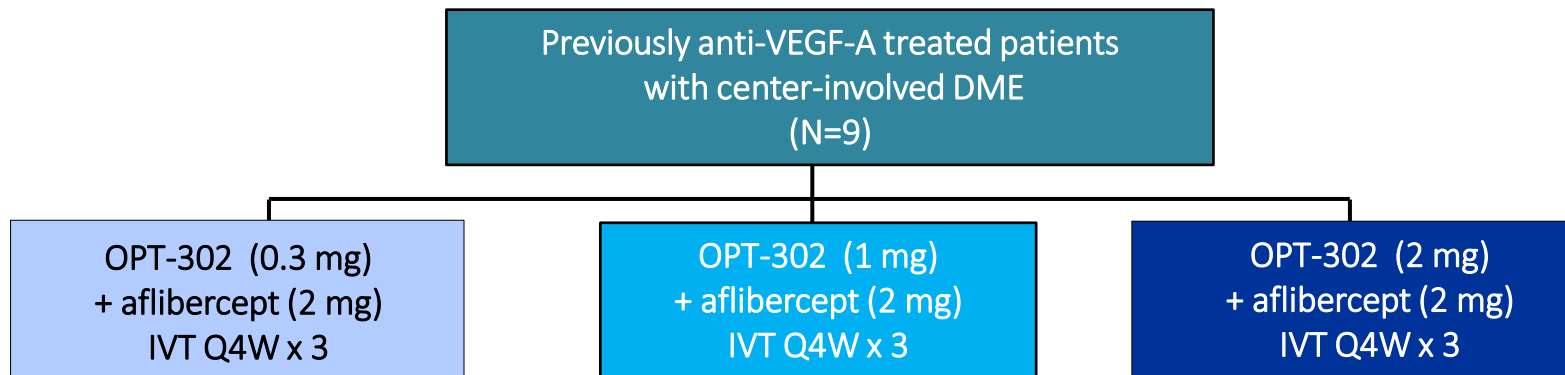 Previously anti-VEGF-A treated patients
with center-involved DME
(N=9)
OPT-302 (0.3 mg)
+ aflibercept (2 mg)
IVT Q4W x 3
OPT-302 (1 mg)
+ aflibercept (2 mg)
IVT Q4W x 3
OPT-302 (2 mg)
+ aflibercept (2 mg)
IVT Q4W x 3